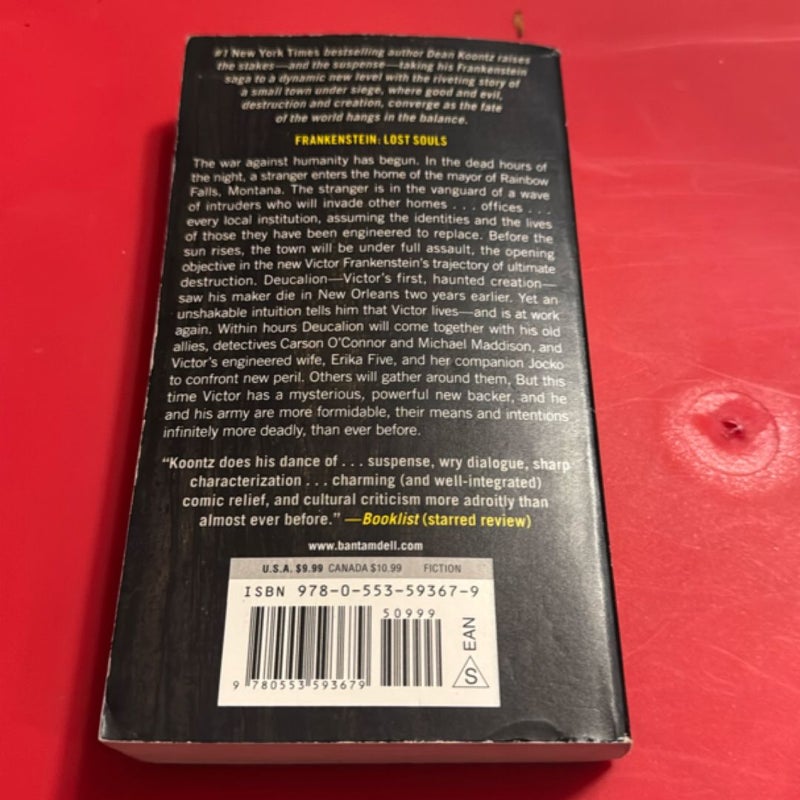 #1 New York Times bestselling author Dean Koontz raises
the stakes—and the suspense—taking his Frankenstein
saga to a dynamic new level with the riveting story of
a small town under siege, where good and evil,
destruction and creation, converge as the fate
of the world hangs in the balance.
FRANKENSTEIN: LOST SOULS
The war against humanity has begun. In the dead hours of
the night, a stranger enters the home of the mayor of Rainbow
Falls, Montana. The stranger is in the vanguard of a wave
of intruders who will invade other homes . . . offices . . .
every local institution, assuming the identities and the lives
of those they have been engineered to replace. Before the
sun rises, the town will be under full assault, the opening
objective in the new Victor Frankenstein's trajectory of ultimate
destruction. Deucalion—Victor's first, haunted creation—
saw his maker die in New Orleans two years earlier. Yet an
unshakable intuition tells him that Victor lives—and is at work
again. Within hours Deucalion will come together with his old
allies, detectives Carson O'Connor and Michael Maddison, and
Victor's engineered wife, Erika Five, and her companion Jocko
to confront new peril. Others will gather around them. But this
time Victor has a mysterious, powerful new backer, and he
and his army are more formidable, their means and intentions
infinitely more deadly, than ever before.
"Koontz does his dance of . . . suspense, wry dialogue, sharp
characterization . . . charming (and well-integrated)
comic relief, and cultural criticism more adroitly than
almost ever before." —Booklist (starred review)
www.bantamdell.com
U.S.A. $9.99 CANADA $10.99 FICTION
ISBN 978-0-553-59367-9
50999
9 780553 593679
S EAN